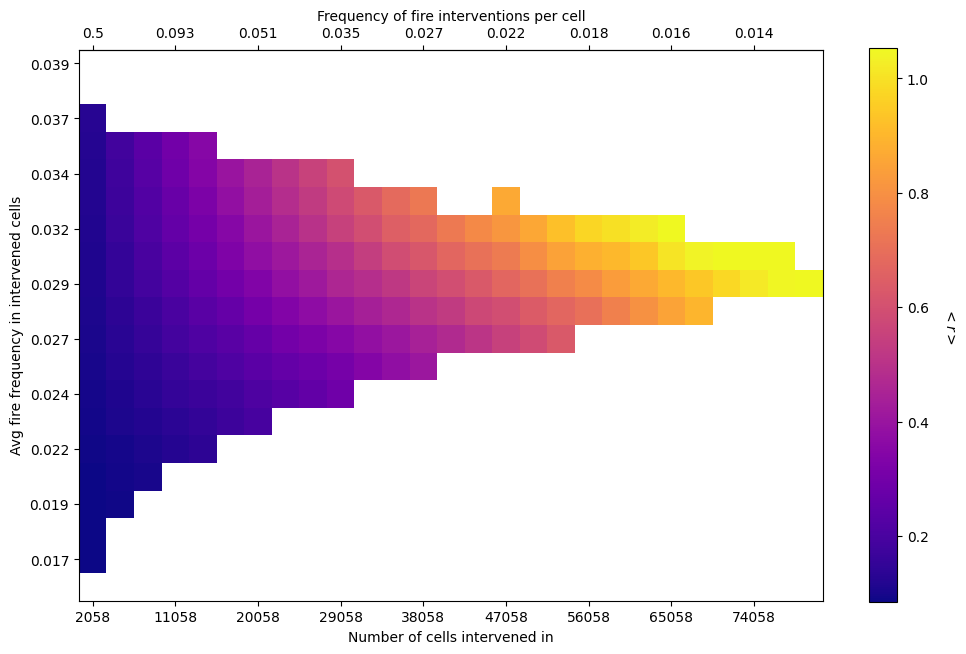 Frequency of fire interventions per cell
0.5 0.093 0.051 0.035 0.027 0.022 0.018 0.016 0.014
Avg fire frequency in intervened cells
0.039
0.037
0.034
0.032
0.029
0.027
0.024
0.022
0.019
0.017
2058 11058 20058 29058 38058 47058 56058 65058 74058
Number of cells intervened in
1.0
0.8
0.6
0.4
0.2
< r >